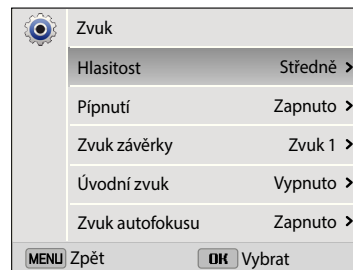 Zvuk
Hlasitost Středně >
Pípnutí Zapnuto >
Zvuk závěrky Zvuk 1 >
Úvodní zvuk Vypnuto >
Zvuk autofokusu Zapnuto >
MENU Zpět OK Vybrat